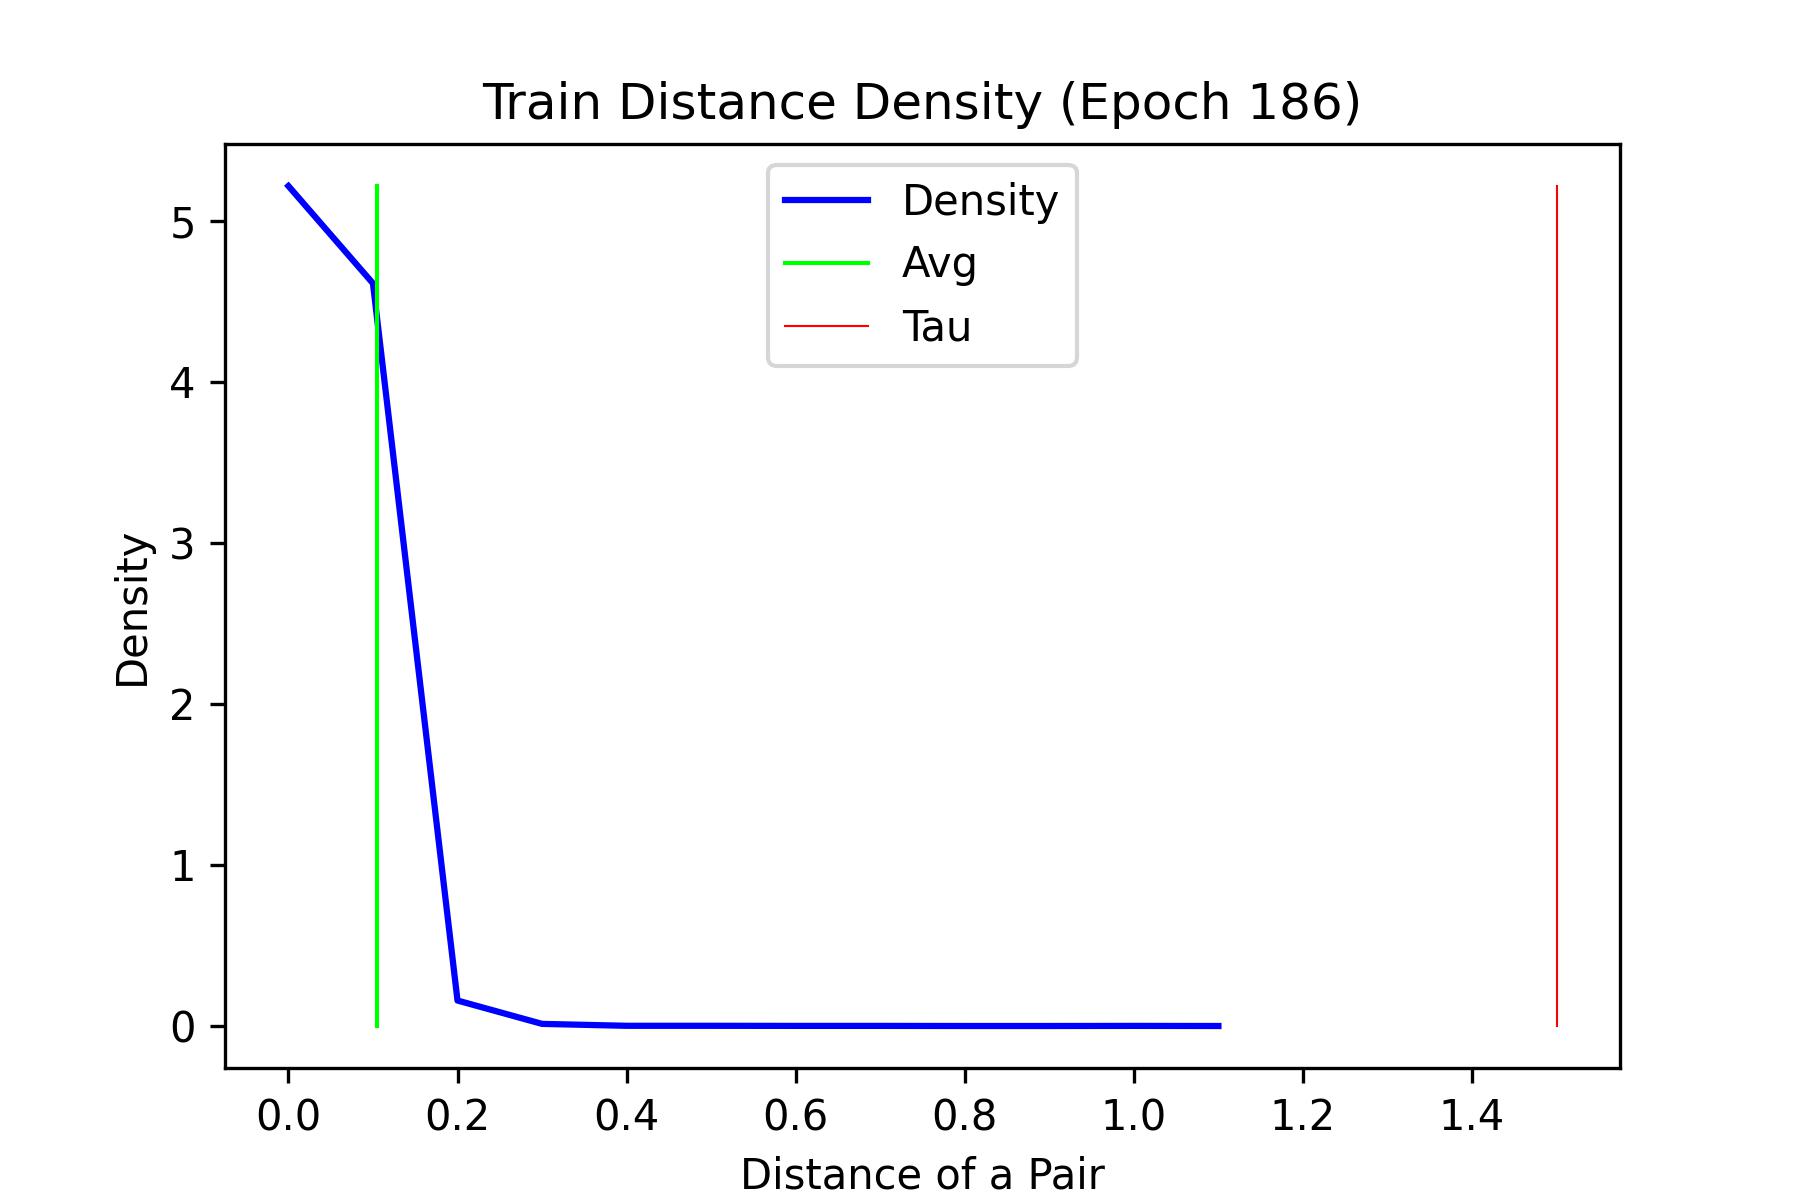 Train Distance Density (Epoch 186)
Density
Avg
Tau
Density
5
4
3
2
1
0
0.0 0.2 0.4 0.6 0.8 1.0 1.2 1.4
Distance of a Pair